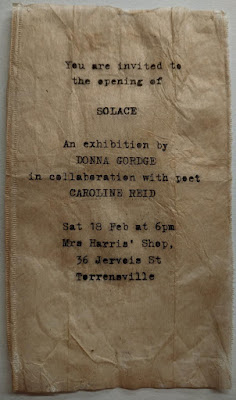 You are invited to
the opening of
SOLACE
An exhibition by
DONNA GORDGE
in collaboration with poet
CAROLINE REID
Sat 18 Feb at 6pm
Mrs Harris' Shop,
36 Jervois St
Torrensville